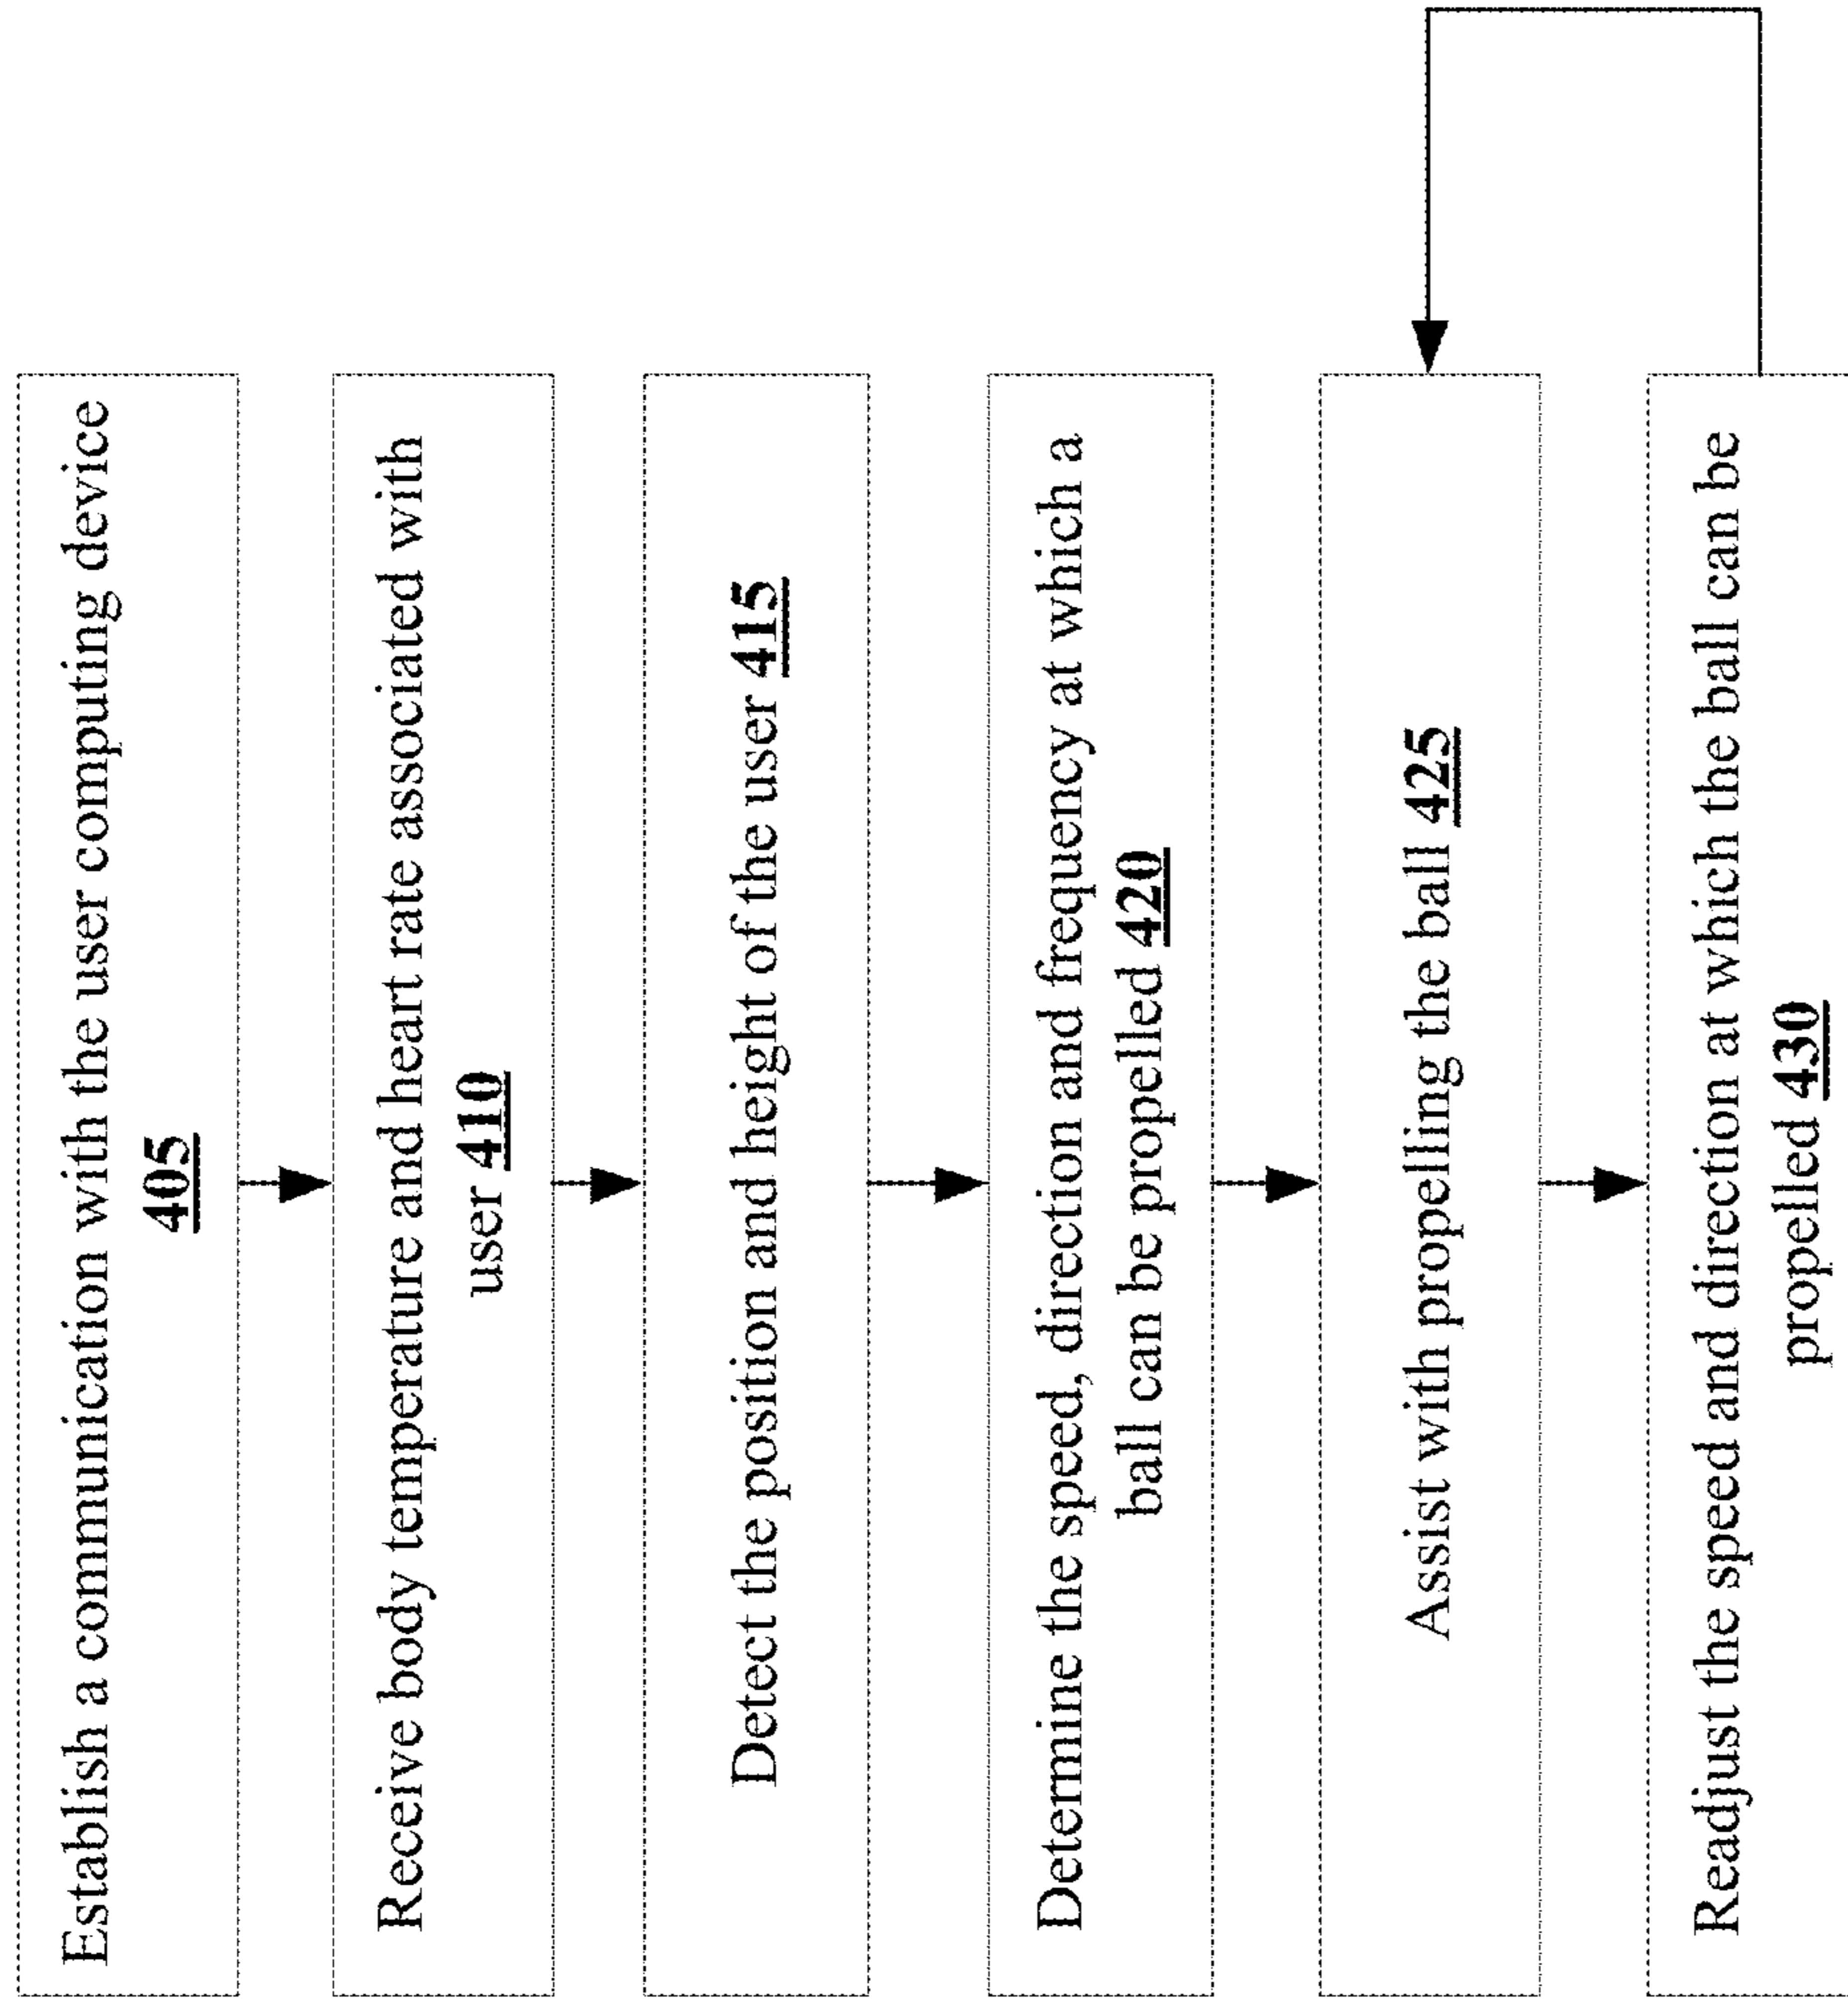 Establish a communication with the user computing device
405
Receive body temperature and heart rate associated with
user 410
Detect the position and height of the user 415
Determine the speed, direction and frequency at which a
ball can be propelled 420
Assist with propelling the ball 425
Readjust the speed and direction at which the ball can be
propelled 430